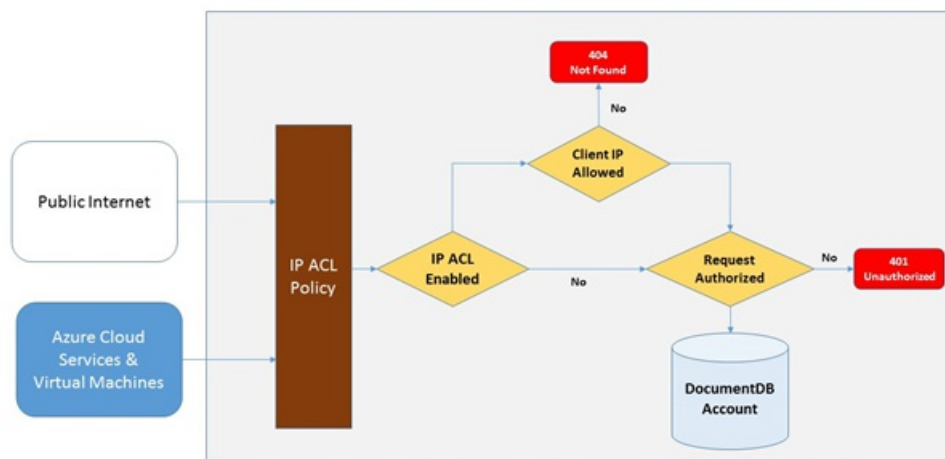 404
Not Found
No
Client IP
Allowed
Public Internet
IP ACL
Policy
IP ACL
Enabled
No
Request
Authorized
No
401
Unauthorized
Azure Cloud
Services &
Virtual Machines
DocumentDB
Account